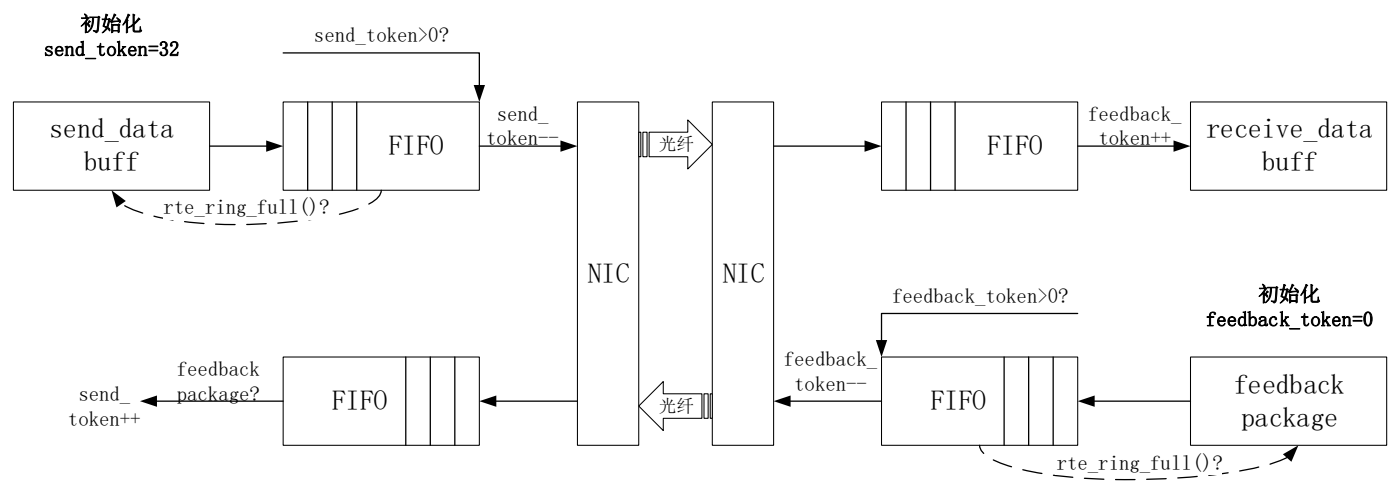 初始化
send_token=32
send_token>0?
send_data
buff
FIFO
send_
token--
光纤
FIFO
feedback_
token++
receive_data
buff
rte_ring_full()?
NIC
NIC
feedback_token>0?
初始化
feedback_token=0
send_
token++
feedback
package?
FIFO
光纤
feedback_
token--
FIFO
feedback
package
rte_ring_full()?